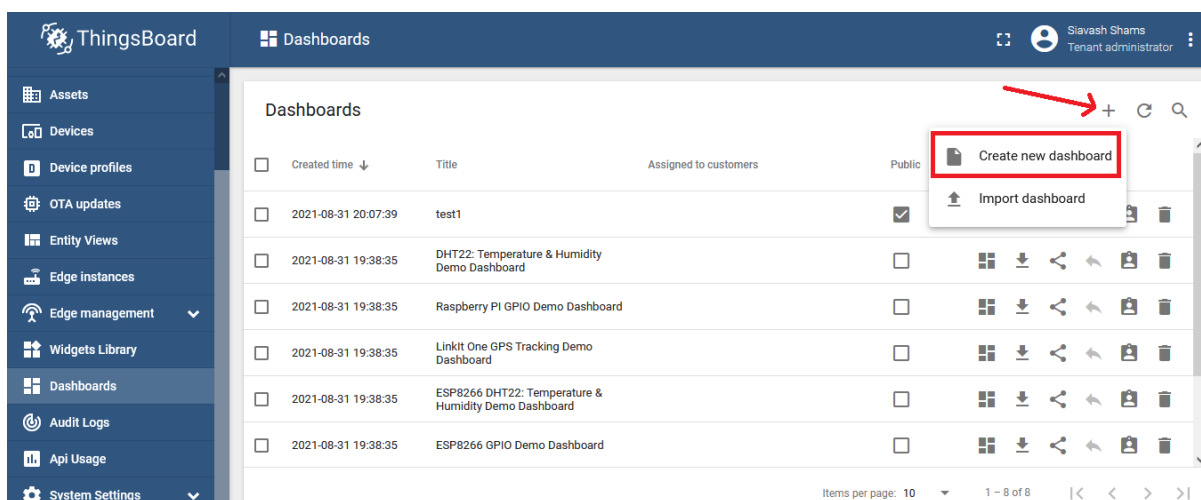 ThingsBoard
Dashboards
Siavash Shams
Tenant administrator
Assets
Devices
Device profiles
OTA updates
Entity Views
Edge instances
Edge management
Widgets Library
Dashboards
Audit Logs
Api Usage
System Settings
Dashboards
Create new dashboard
Import dashboard
Created time Title Assigned to customers Public
2021-08-31 20:07:39 test1
2021-08-31 19:38:35 DHT22: Temperature & Humidity
Demo Dashboard
2021-08-31 19:38:35 Raspberry PI GPIO Demo Dashboard
2021-08-31 19:38:35 LinkIt One GPS Tracking Demo
Dashboard
2021-08-31 19:38:35 ESP8266 DHT22: Temperature &
Humidity Demo Dashboard
2021-08-31 19:38:35 ESP8266 GPIO Demo Dashboard
Items per page: 10 1 – 8 of 8